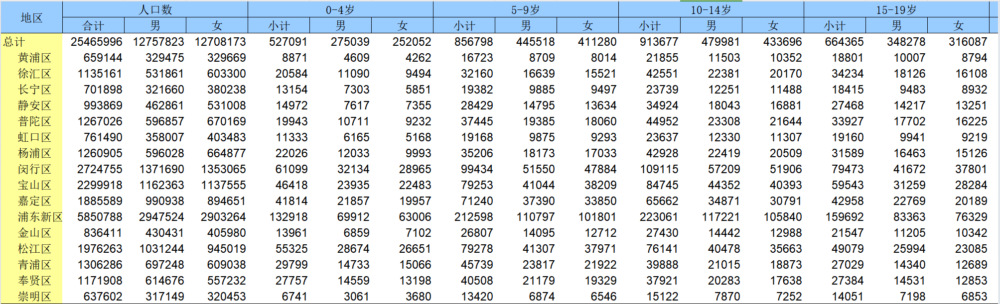 地区 人口数 0-4岁 5-9岁 10-14岁 15-19岁
合计 男 女 小计 男 女 小计 男 女 小计 男 女 小计 男 女
总计 25465996 12757823 12708173 527091 275039 252052 856798 445518 411280 913677 479981 433696 664365 348278 316087
黄浦区 659144 329475 329669 8871 4609 4262 16723 8709 8014 21855 11503 10352 18801 10007 8794
徐汇区 1135161 531861 603300 20584 11090 9494 32160 16639 15521 42551 22381 20170 34234 18126 16108
长宁区 701898 321660 380238 13154 7303 5851 19382 9885 9497 23739 12251 11488 18415 9483 8932
静安区 993869 462861 531008 14972 7617 7355 28429 14795 13634 34924 18043 16881 27468 14217 13251
普陀区 1267026 596857 670169 19943 10711 9232 37445 19385 18060 44952 23308 21644 33927 17702 16225
虹口区 761490 358007 403483 11333 6165 5168 19168 9875 9293 23637 12330 11307 19160 9941 9219
杨浦区 1260905 596028 664877 22026 12033 9993 35206 18173 17033 42928 22419 20509 31589 16463 15126
闵行区 2724755 1371690 1353065 61099 32134 28965 99434 51550 47884 109115 57209 51906 79473 41672 37801
宝山区 2299918 1162363 1137555 46418 23935 22483 79253 41044 38209 84745 44352 40393 59543 31259 28284
嘉定区 1885589 990938 894651 41814 21857 19957 71240 37390 33850 65662 34871 30791 42958 22769 20189
浦东新区 5850788 2947524 2903264 132918 69912 63006 212598 110797 101801 223061 117221 105840 159692 83363 76329
金山区 836411 430431 405980 13961 6859 7102 26807 14095 12712 27430 14442 12988 21547 11205 10342
松江区 1976263 1031244 945019 55325 28674 26651 79278 41307 37971 76141 40478 35663 49079 25994 23085
青浦区 1306286 697248 609038 29799 14733 15066 45739 23817 21922 39888 21015 18873 27029 14340 12689
奉贤区 1171908 614676 557232 27757 14559 13198 40508 21179 19329 37921 20283 17638 27384 14531 12853
崇明区 637602 317149 320453 6741 3061 3680 13420 6874 6546 15122 7870 7252 14051 7198 6853